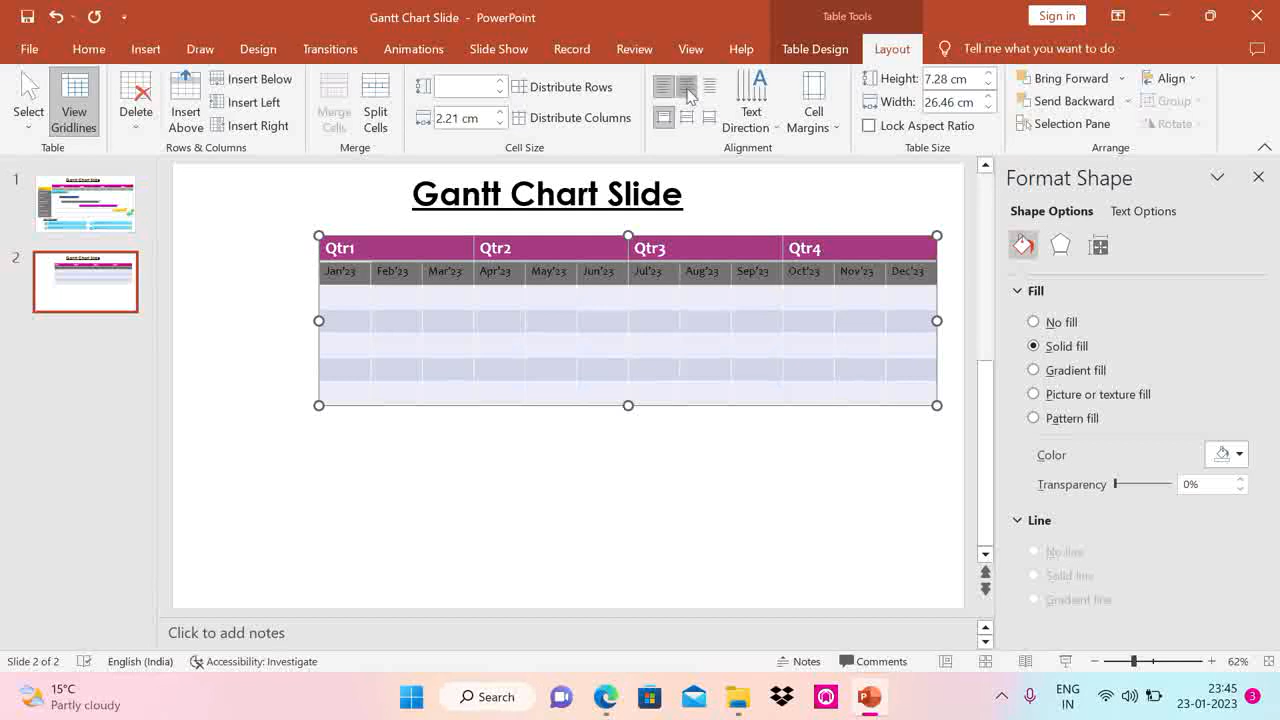 Gantt Chart Slide - PowerPoint
Table Tools
Sign in
File
Home
Insert
Draw
Design
Transitions
Animations
Slide Show
Record
Review
View
Help
Table Design
Layout
Tell me what you want to do
Select
View Gridlines
Table
Delete
Insert Above
Insert Below
Insert Left
Insert Right
Rows & Columns
Merge Cells
Split Cells
Merge
2.21 cm
Distribute Rows
Distribute Columns
Cell Size
Text Direction
Cell Margins
Alignment
Height: 7.28 cm
Width: 26.46 cm
Lock Aspect Ratio
Table Size
Bring Forward
Send Backward
Selection Pane
Align
Group
Rotate
Arrange
1
2
Gantt Chart Slide
Qtr1 Qtr2 Qtr3 Qtr4
Jan'23 Feb'23 Mar'23 Apr'23 May'23 Jun'23 Jul'23 Aug'23 Sep'23 Oct'23 Nov'23 Dec'23
Format Shape
Shape Options
Text Options
Fill
No fill
Solid fill
Gradient fill
Picture or texture fill
Pattern fill
Color
Transparency 0%
Line
No line
Solid line
Gradient line
Click to add notes
Slide 2 of 2
English (India)
Accessibility: Investigate
Notes
Comments
62%
15°C
Partly cloudy
Search
ENG
IN
23:45
23-01-2023
3